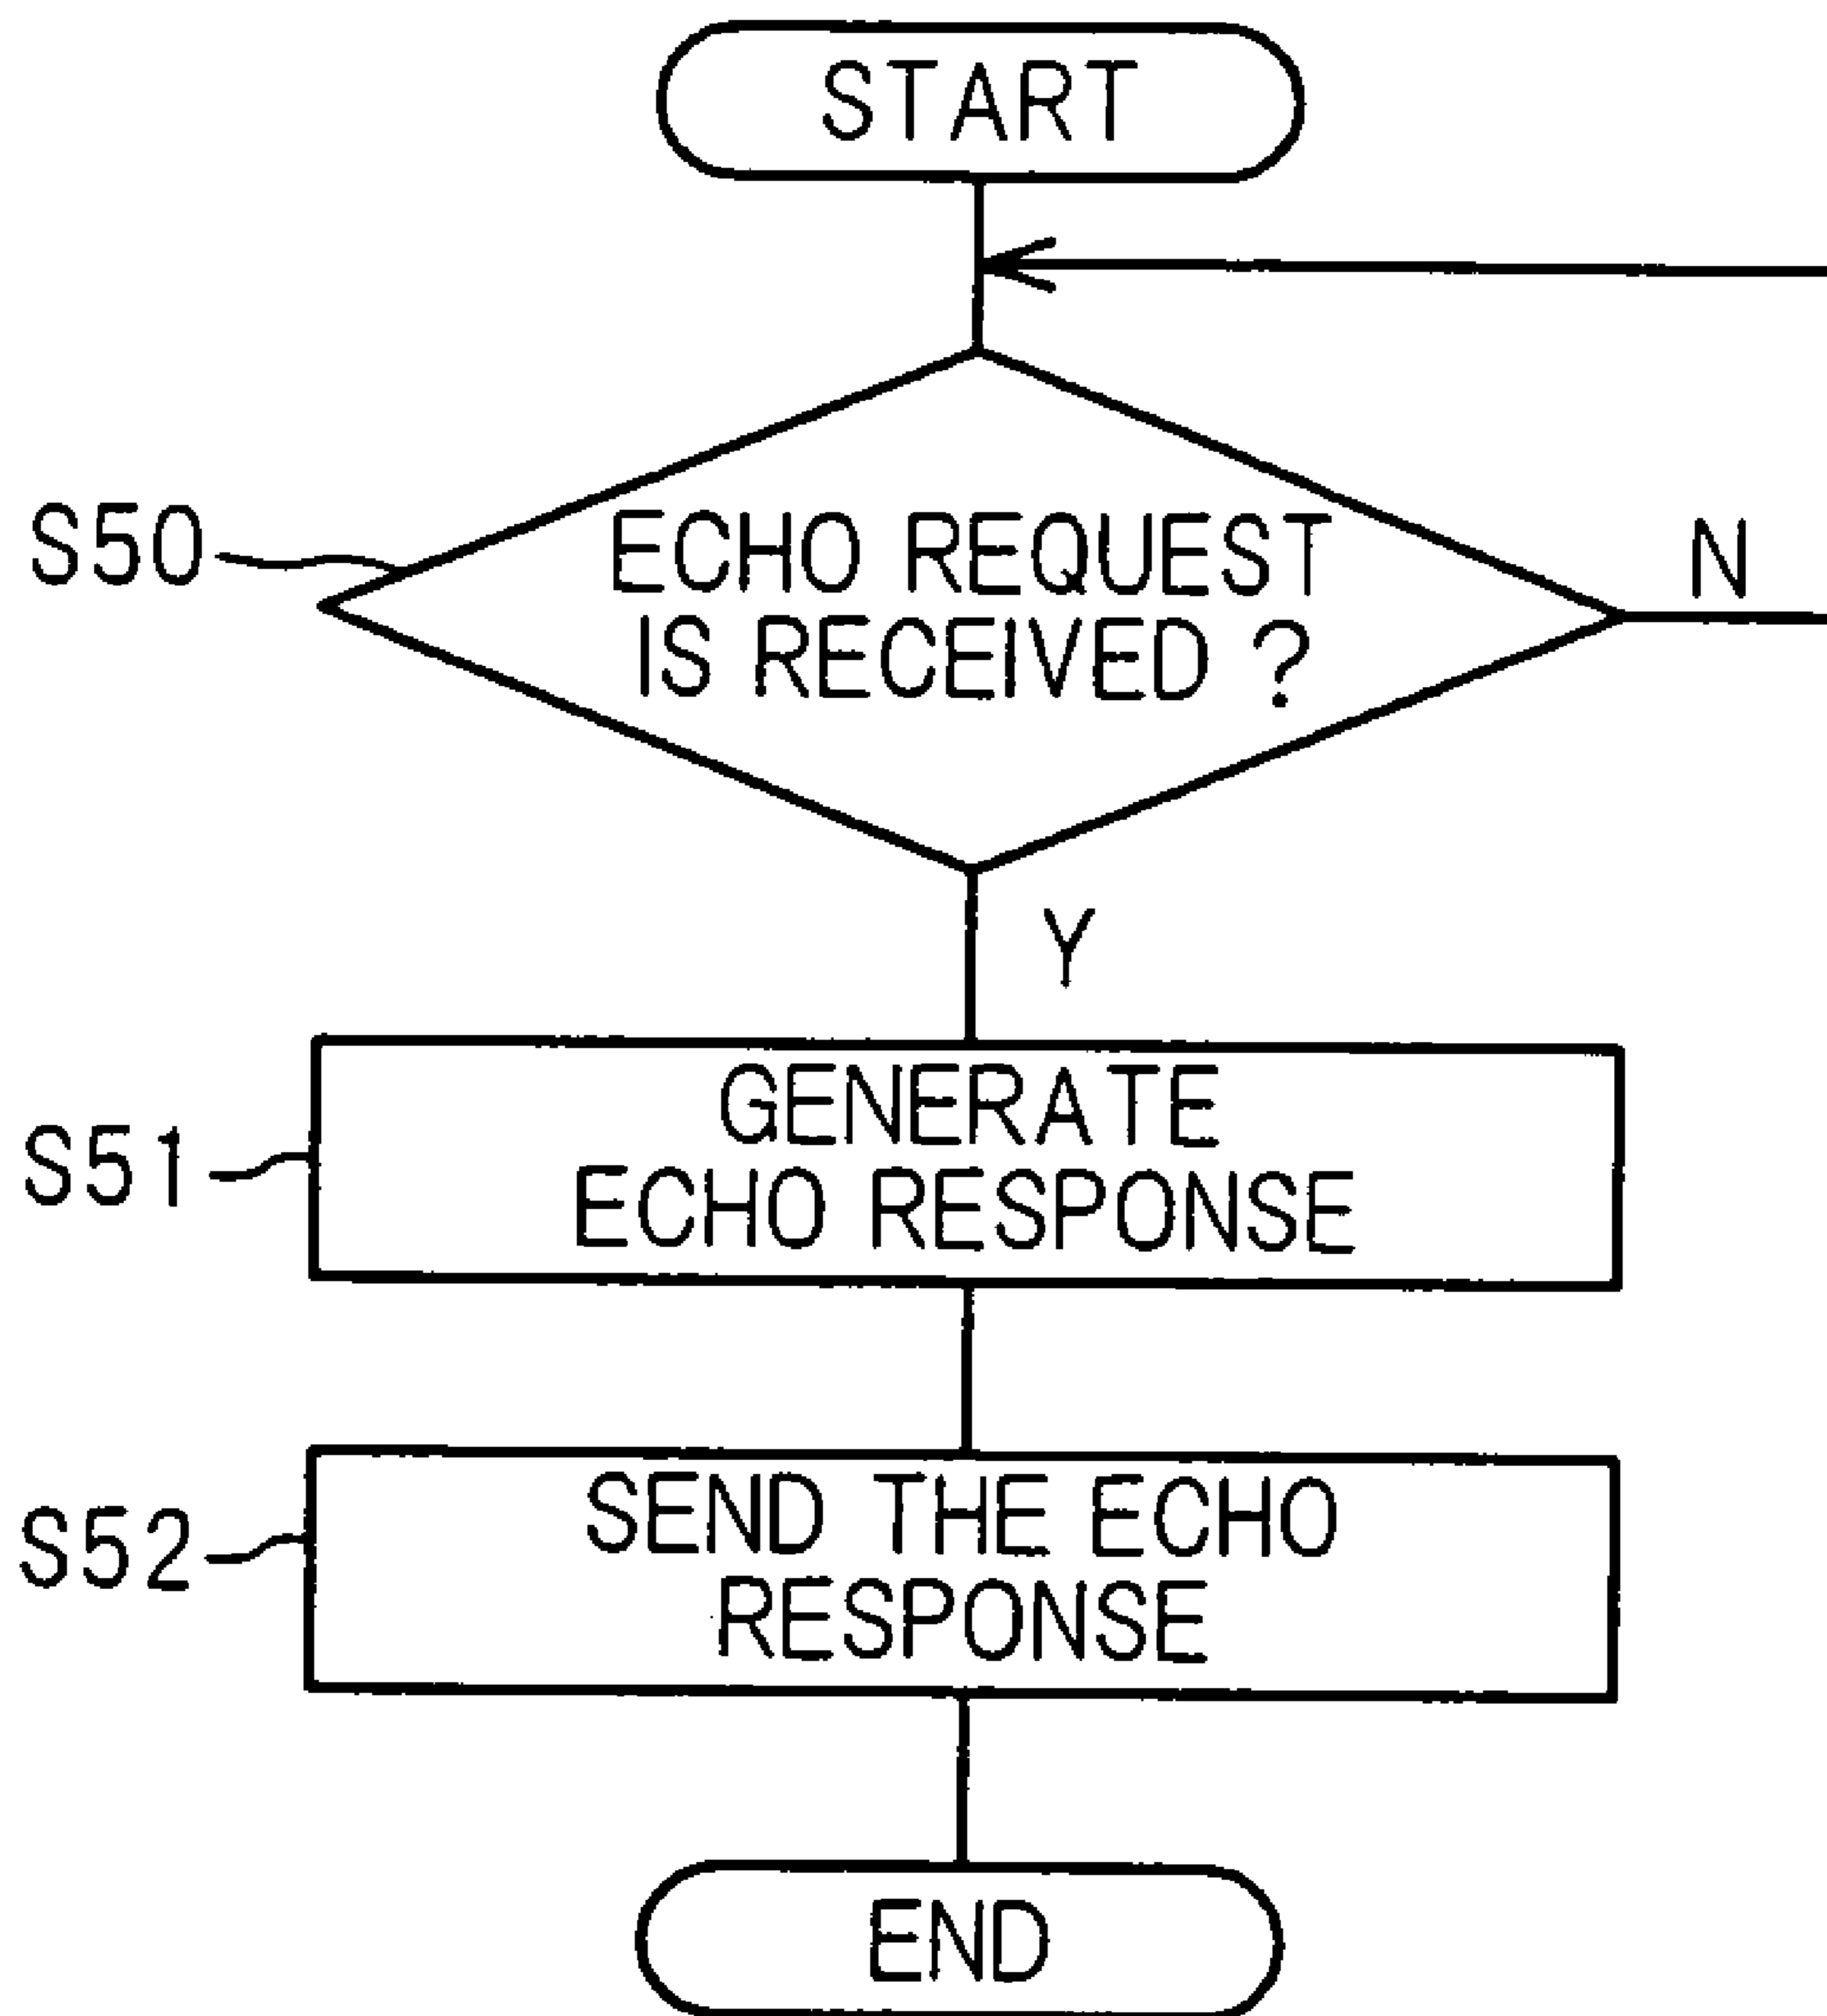 START
S50
ECHO REQUEST
IS RECEIVED ?
N
Y
S51
GENERATE
ECHO RESPONSE
S52
SEND THE ECHO
RESPONSE
END